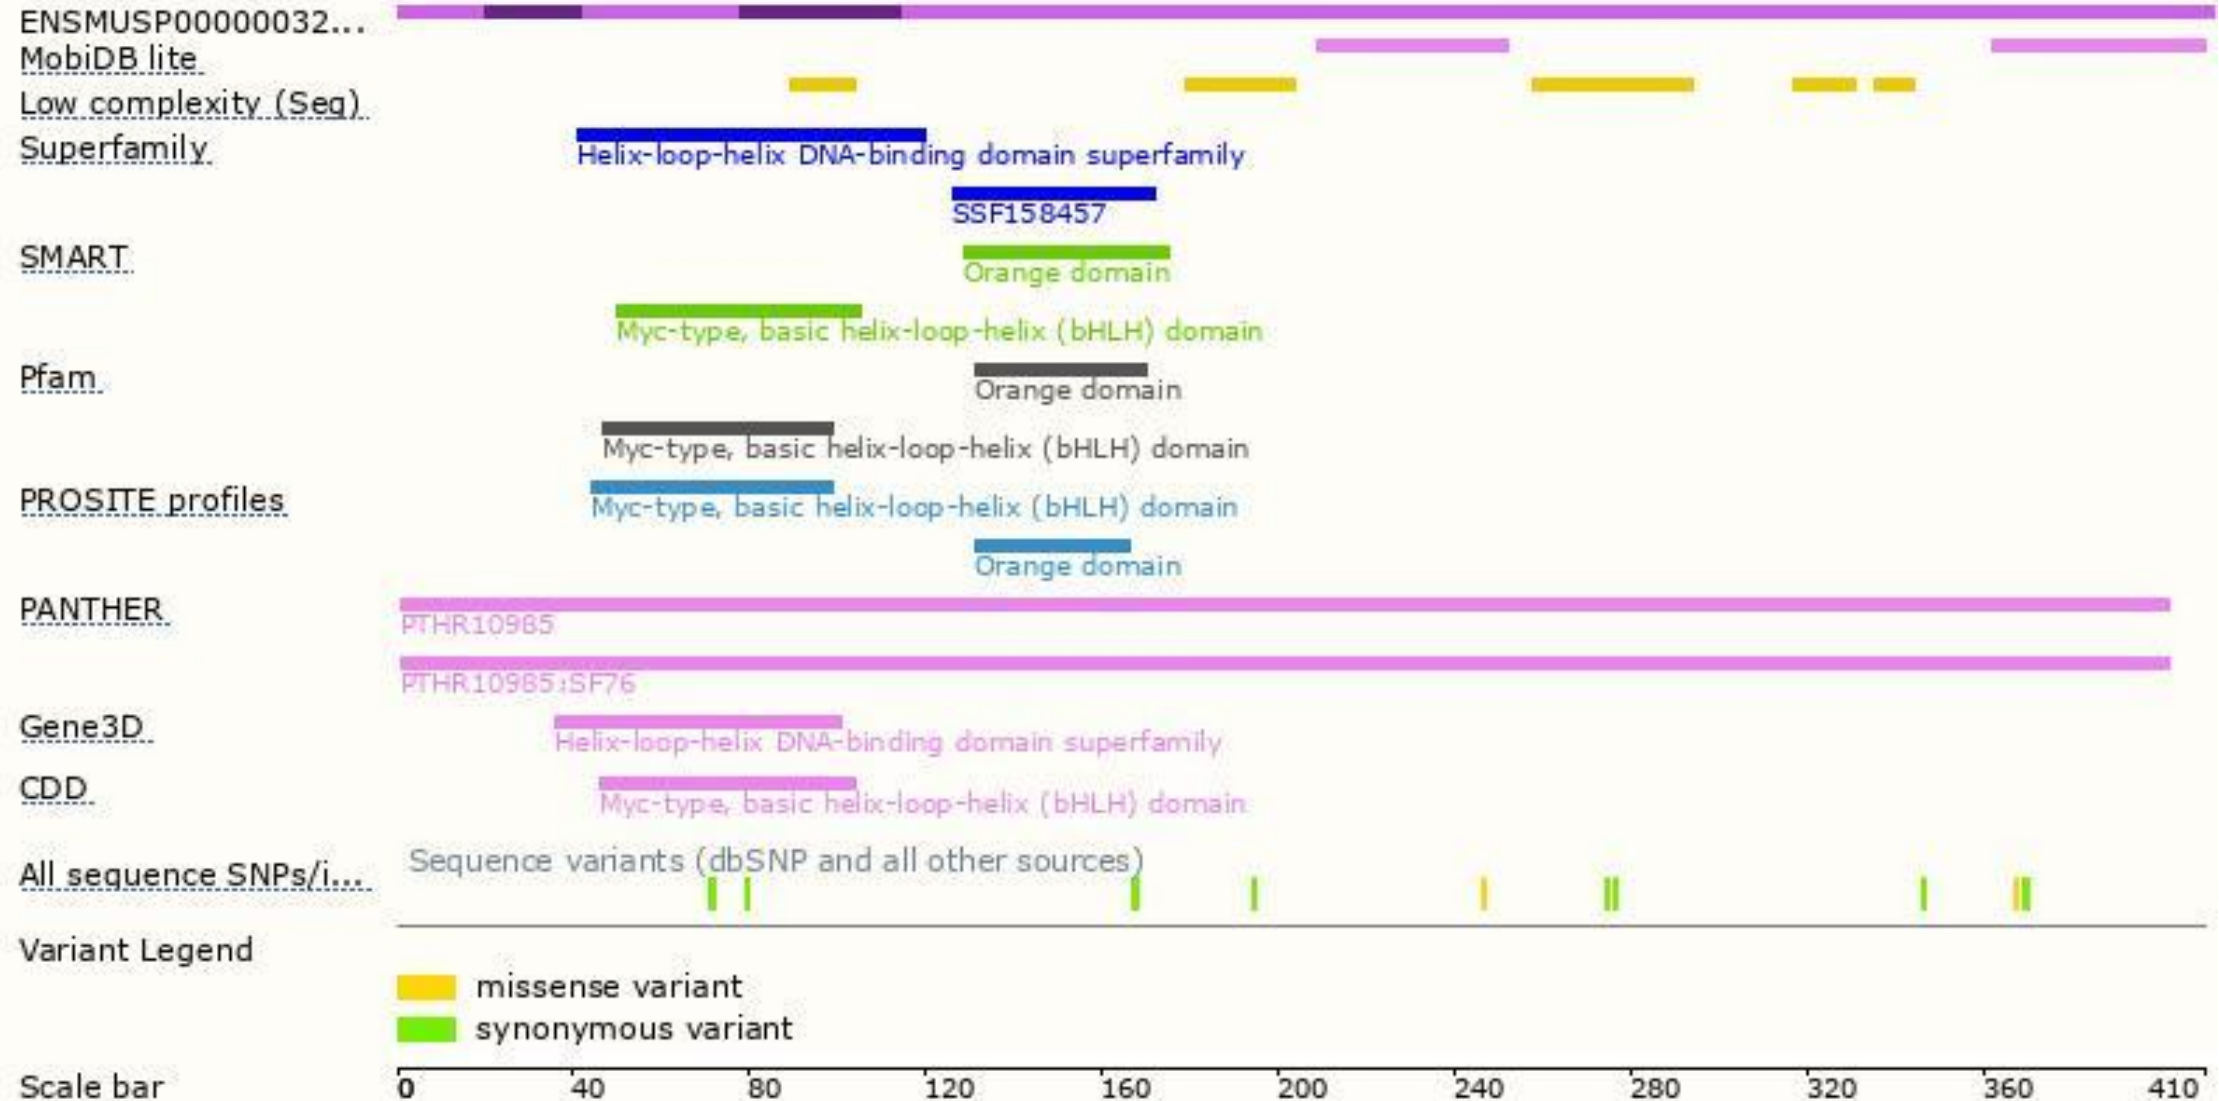 ENSMUSP00000032...
MobiDB lite
Low complexity (Seg)
Superfamily
Helix-loop-helix DNA-binding domain superfamily
SSF158457
SMART
Orange domain
Myc-type, basic helix-loop-helix (bHLH) domain
Pfam
Orange domain
Myc-type, basic helix-loop-helix (bHLH) domain
PROSITE profiles
Myc-type, basic helix-loop-helix (bHLH) domain
Orange domain
PANTHER
PTHR10985
PTHR10985:SF76
Gene3D
Helix-loop-helix DNA-binding domain superfamily
CDD
Myc-type, basic helix-loop-helix (bHLH) domain
Sequence variants (dbSNP and all other sources)
All sequence SNPs/i...
Variant Legend
missense variant
synonymous variant
Scale bar 0 40 80 120 160 200 240 280 320 360 410